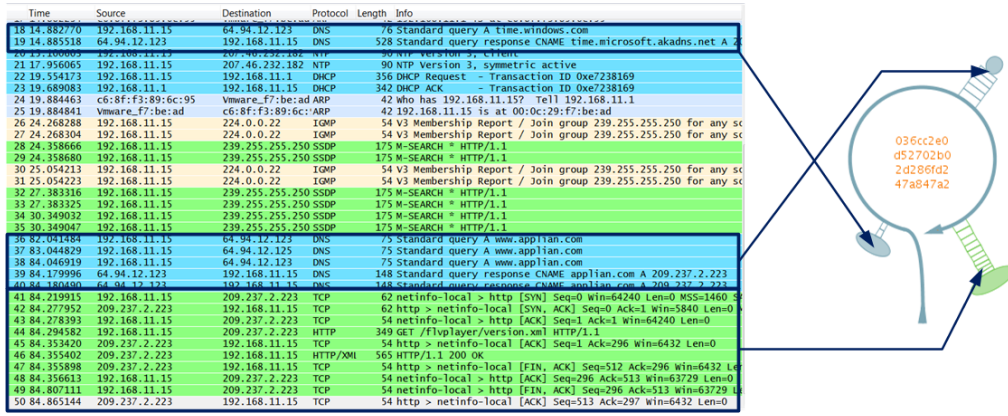 Time Source Destination Protocol Length Info
18 14.882770 192.168.11.15 64.94.12.123 DNS 76 Standard query A time.windows.com
19 14.885518 64.94.12.123 192.168.11.15 DNS 528 Standard query response CNAME time.microsoft.akadns.net A 20
21 17.956065 192.168.11.15 207.46.232.182 NTP 90 NTP Version 3, symmetric active
22 19.554173 192.168.11.15 192.168.11.1 DHCP 356 DHCP Request - Transaction ID 0xe7238169
23 19.689083 192.168.11.1 192.168.11.15 DHCP 342 DHCP ACK - Transaction ID 0xe7238169
24 19.884463 c6:8f:f3:89:6c:95 Vmware_f7:be:ad ARP 42 Who has 192.168.11.15? Tell 192.168.11.1
25 19.884841 Vmware_f7:be:ad c6:8f:f3:89:6c: ARP 42 192.168.11.15 is at 00:0c:29:f7:be:ad
26 24.268288 192.168.11.15 224.0.0.22 IGMP 54 V3 Membership Report / Join group 239.255.255.250 for any so
27 24.268304 192.168.11.15 224.0.0.22 IGMP 54 V3 Membership Report / Join group 239.255.255.250 for any so
28 24.358666 192.168.11.15 239.255.255.250 SSDP 175 M-SEARCH * HTTP/1.1
29 24.358680 192.168.11.15 239.255.255.250 SSDP 175 M-SEARCH * HTTP/1.1
30 25.054213 192.168.11.15 224.0.0.22 IGMP 54 V3 Membership Report / Join group 239.255.255.250 for any so
31 25.054223 192.168.11.15 224.0.0.22 IGMP 54 V3 Membership Report / Join group 239.255.255.250 for any so
32 27.383316 192.168.11.15 239.255.255.250 SSDP 175 M-SEARCH * HTTP/1.1
33 27.383325 192.168.11.15 239.255.255.250 SSDP 175 M-SEARCH * HTTP/1.1
34 30.349032 192.168.11.15 239.255.255.250 SSDP 175 M-SEARCH * HTTP/1.1
35 30.349047 192.168.11.15 239.255.255.250 SSDP 175 M-SEARCH * HTTP/1.1
36 82.041484 192.168.11.15 64.94.12.123 DNS 75 Standard query A www.applian.com
37 83.044829 192.168.11.15 64.94.12.125 DNS 75 Standard query A www.applian.com
38 84.046919 192.168.11.15 64.94.12.123 DNS 75 Standard query A www.applian.com
39 84.179996 64.94.12.123 192.168.11.15 DNS 148 Standard query response CNAME applian.com A 209.237.2.223
40 84.180490 64.94.12.123 192.168.11.15 DNS 148 Standard query response CNAME applian.com A 209.237.2.223
41 84.219915 192.168.11.15 209.237.2.223 TCP 62 netinfo-local > http [SYN] Seq=0 Win=64240 Len=0 MSS=1460
42 84.277952 209.237.2.223 192.168.11.15 TCP 62 http > netinfo-local [SYN, ACK] Seq=0 Ack=1 Win=5840 Len=0
43 84.278393 192.168.11.15 209.237.2.223 TCP 54 netinfo-local > http [ACK] Seq=1 Ack=1 Win=64240 Len=0
44 84.294582 192.168.11.15 209.237.2.223 HTTP 349 GET /flvplayer/version.xml HTTP/1.1
45 84.353420 209.237.2.223 192.168.11.15 TCP 54 http > netinfo-local [ACK] Seq=1 Ack=296 Win=6432 Len=0
46 84.355402 209.237.2.223 192.168.11.15 HTTP/XML 565 HTTP/1.1 200 OK
47 84.355898 209.237.2.223 192.168.11.15 TCP 54 http > netinfo-local [FIN, ACK] Seq=512 Ack=296 Win=6432 Le
48 84.356613 192.168.11.15 209.237.2.223 TCP 54 netinfo-local > http [ACK] Seq=296 Ack=513 Win=63729 Len=0
49 84.807111 192.168.11.15 209.237.2.223 TCP 54 netinfo-local > http [FIN, ACK] Seq=296 Ack=513 Win=63729 L
50 84.865144 209.237.2.223 192.168.11.15 TCP 54 http > netinfo-local [ACK] Seq=513 Ack=297 Win=6432 Len=0
036cc2e0
d52702b0
2d286fd2
47a847a2